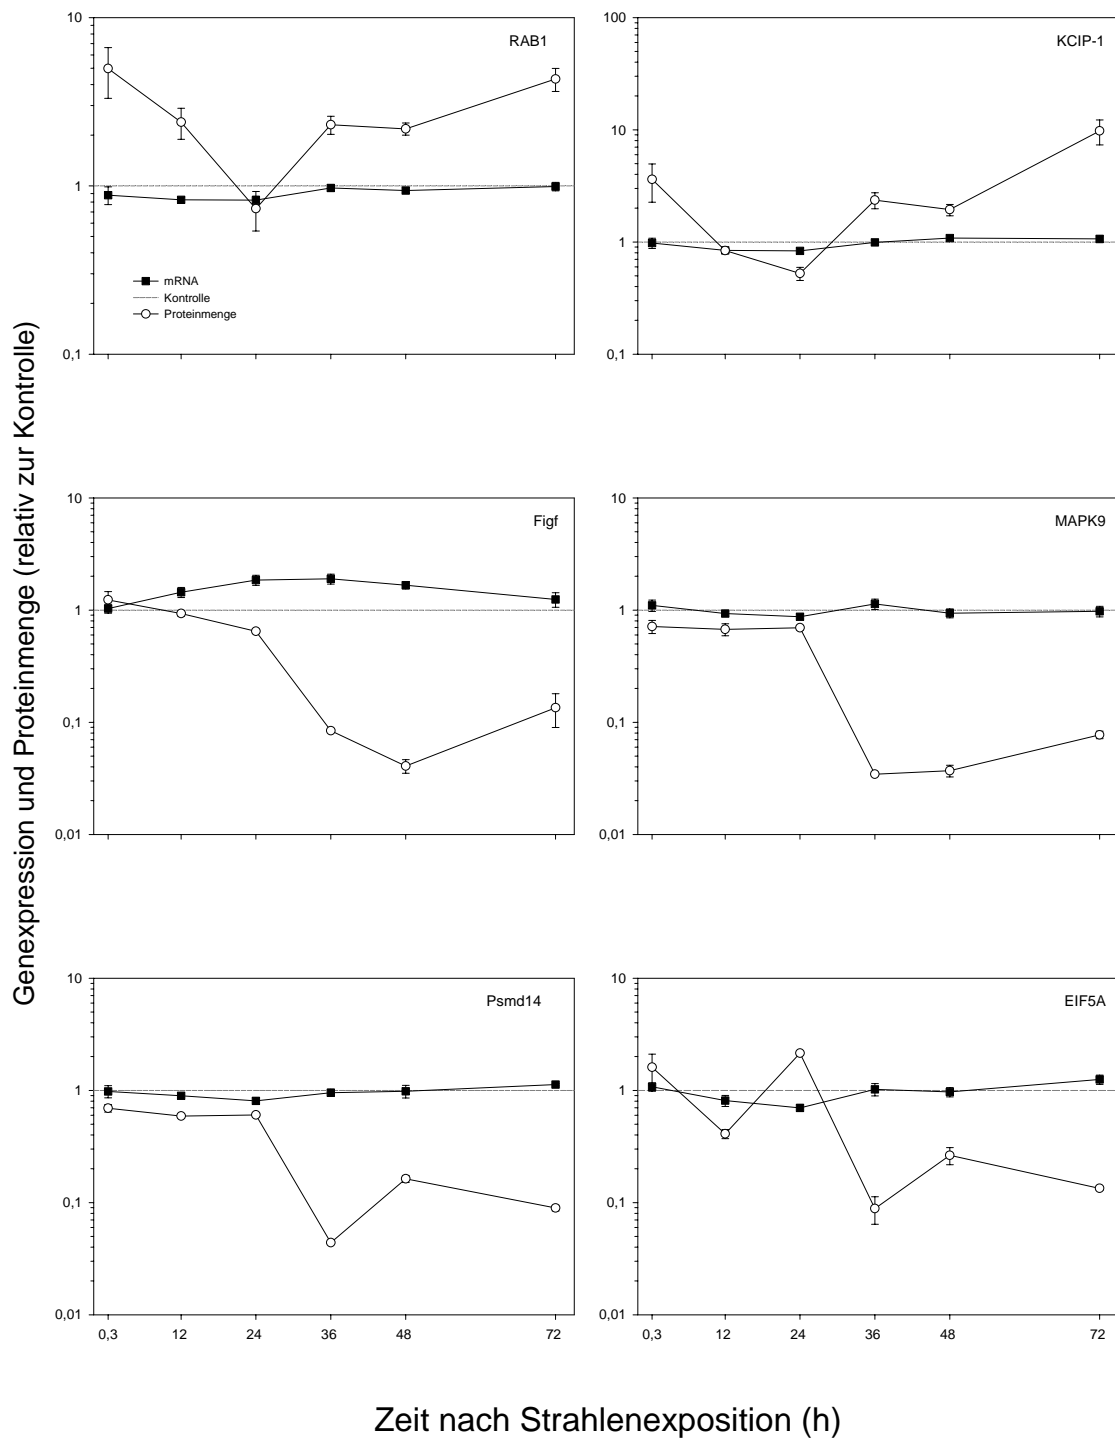 Genexpression und Proteinmenge (relativ zur Kontrolle)
10
1
0,1
RAB1
mRNA
Kontrolle
Proteinmenge
100
10
1
0,1
KCIP-1
10
1
0,1
0,01
Figf
10
1
0,1
0,01
MAPK9
10
1
0,1
0,01
Psmd14
0,3 12 24 36 48 72
10
1
0,1
0,01
EIF5A
0,3 12 24 36 48 72
Zeit nach Strahlenexposition (h)